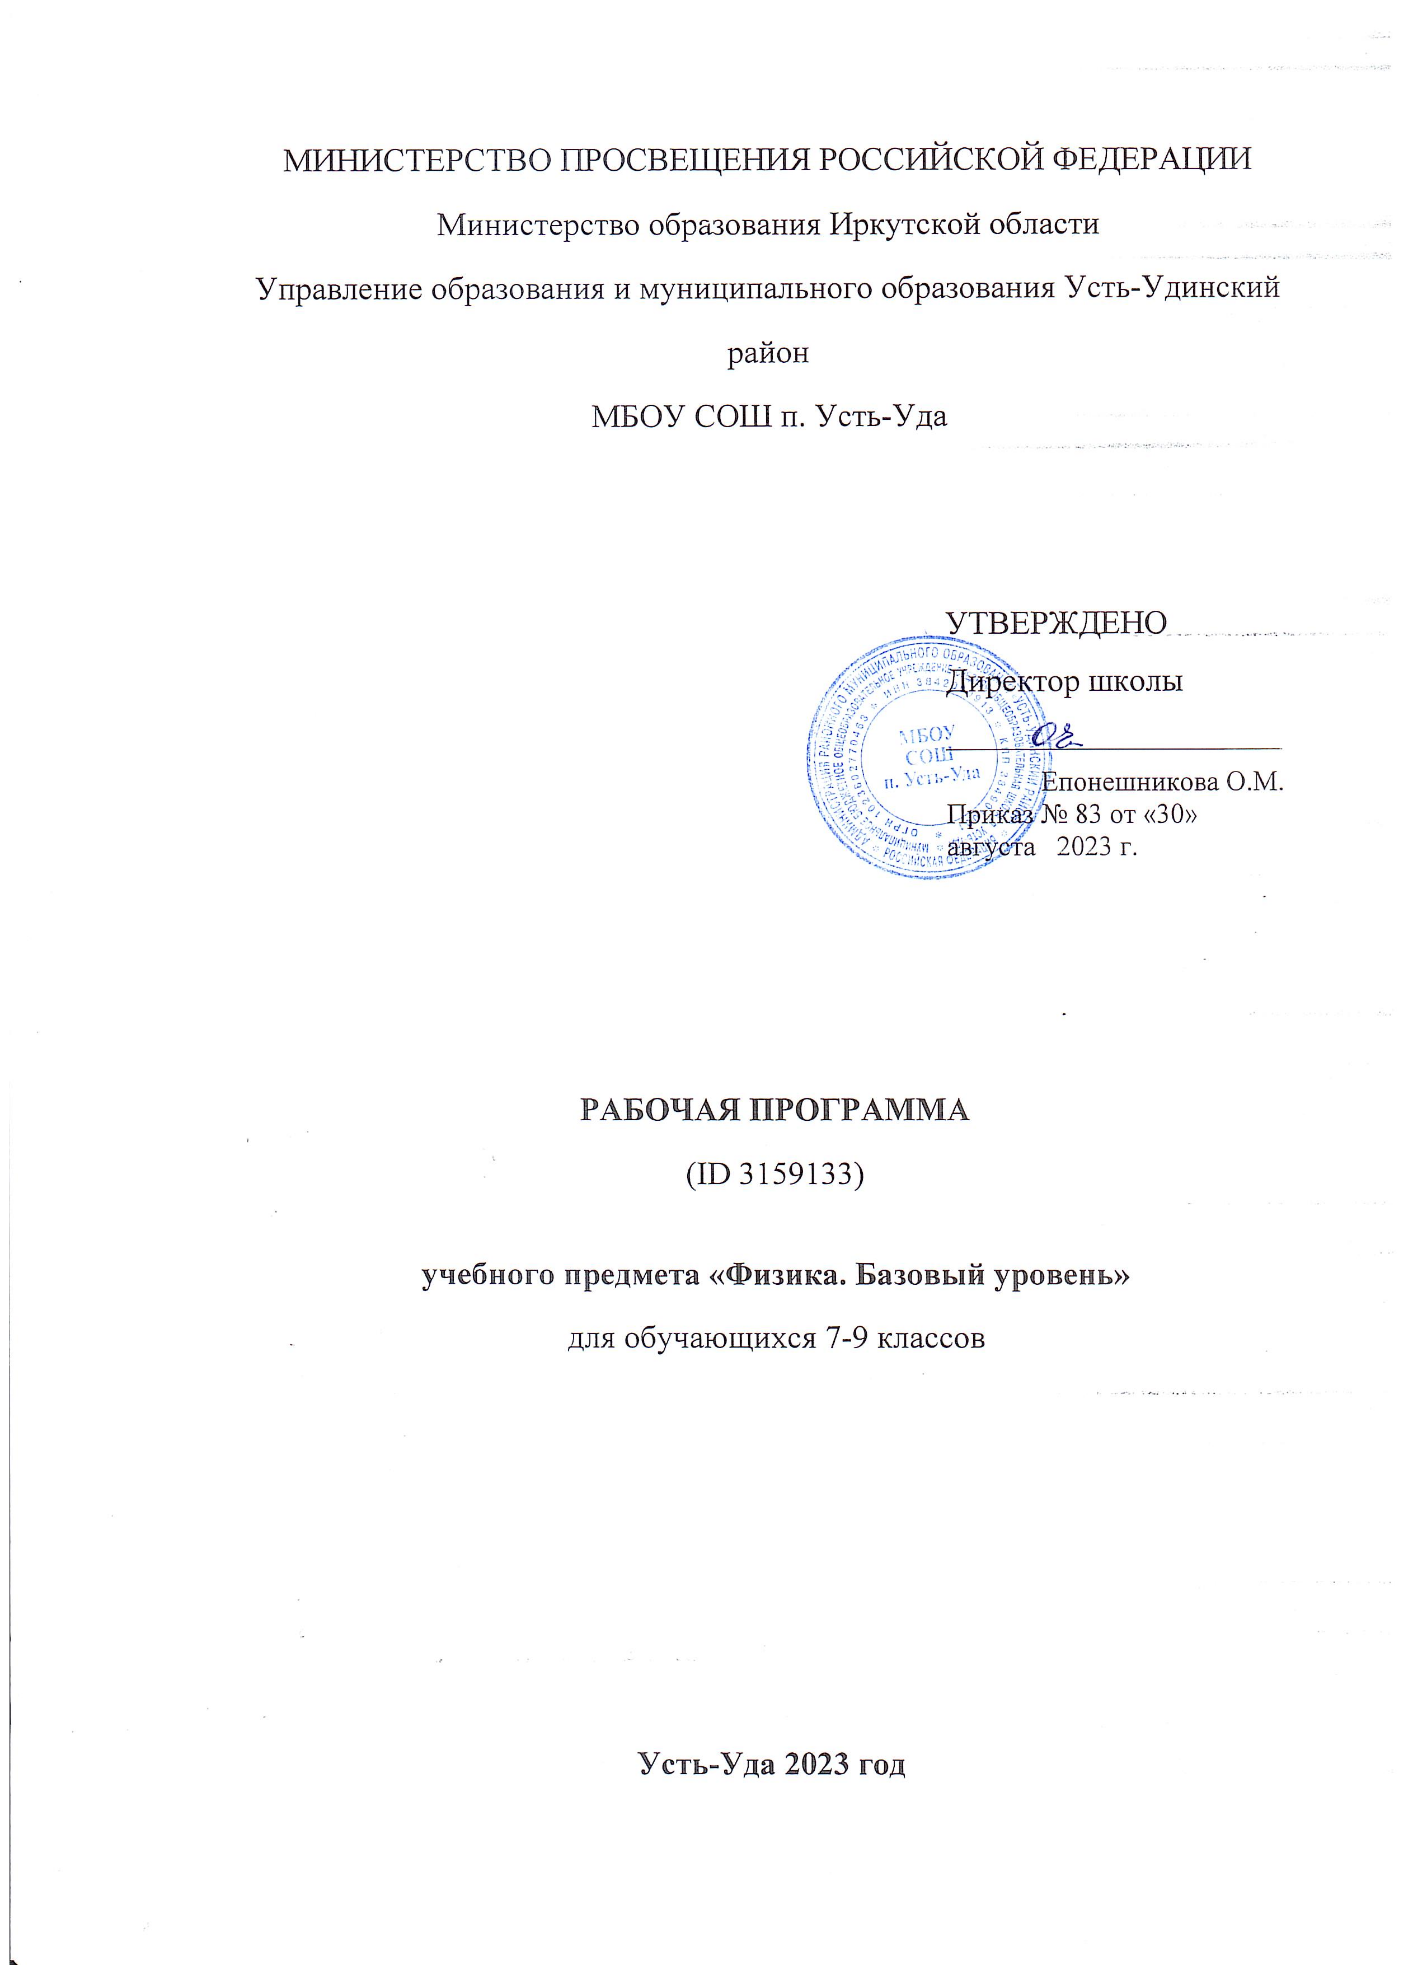 МИНИСТЕРСТВО ПРОСВЕЩЕНИЯ РОССИЙСКОЙ ФЕДЕРАЦИИ
Министерство образования Иркутской области
Управление образования и муниципального образования Усть-Удинский
район
МБОУ СОШ п. Усть-Уда
УТВЕРЖДЕНО
Директор школы
МБОУ
СОШ
п. Усть-Уда
Епонешникова О.М.
Приказ № 83 от «30»
августа 2023 г.
РАБОЧАЯ ПРОГРАММА
(ID 3159133)
учебного предмета «Физика. Базовый уровень»
для обучающихся 7-9 классов
Усть-Уда 2023 год